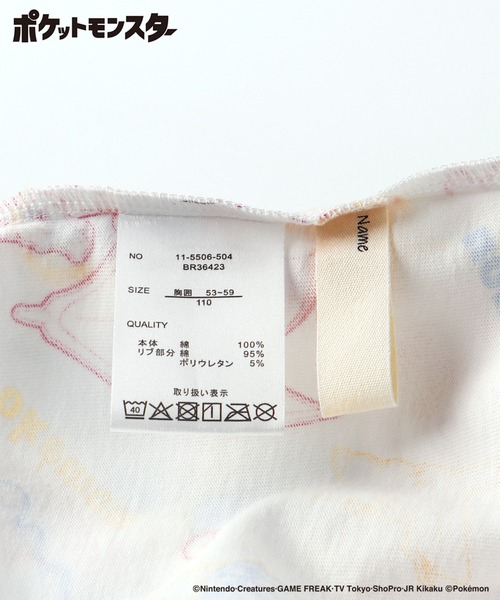 ポケットモンスター
Name
NO 11-5506-504
BR36423
SIZE 胸囲 53~59
110
QUALITY
本体 綿 100%
リブ部分 綿 95%
ポリウレタン 5%
取り扱い表示
40
©Nintendo･Creatures･GAME FREAK･TV Tokyo･ShoPro･JR Kikaku ©Pokémon